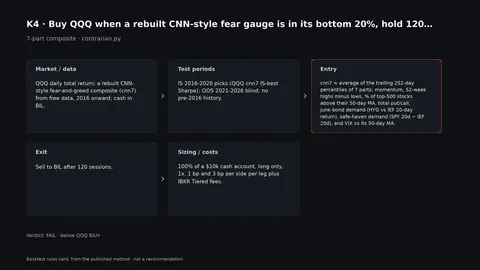 K4 · Buy QQQ when a rebuilt CNN-style fear gauge is in its bottom 20%, hold 120…
7-part composite · contrarian.py
Market / data
QQQ daily total return; a rebuilt CNN-
style fear-and-greed composite (cnn7)
from free data, 2016 onward; cash in
BIL.
Test periods
IS 2016-2020 picks (QQQ cnn7 IS-best
Sharpe); OOS 2021-2026 blind; no
pre-2016 history.
Entry
cnn7 = average of the trailing 252-day
percentiles of 7 parts: momentum, 52-week
highs minus lows, % of top-500 stocks
above their 50-day MA, total put/call,
junk-bond demand (HYG vs IEF 20-day
return), safe-haven demand (SPY 20d − IEF
20d), and VIX vs its 50-day MA.
Exit
Sell to BIL after 120 sessions.
Sizing / costs
100% of a $10k cash account, long only,
1x. 1 bp and 3 bp per side per leg plus
IBKR Tiered fees.
Verdict: FAIL · below QQQ B&H
Backtest rules card, from the published method · not a recommendation